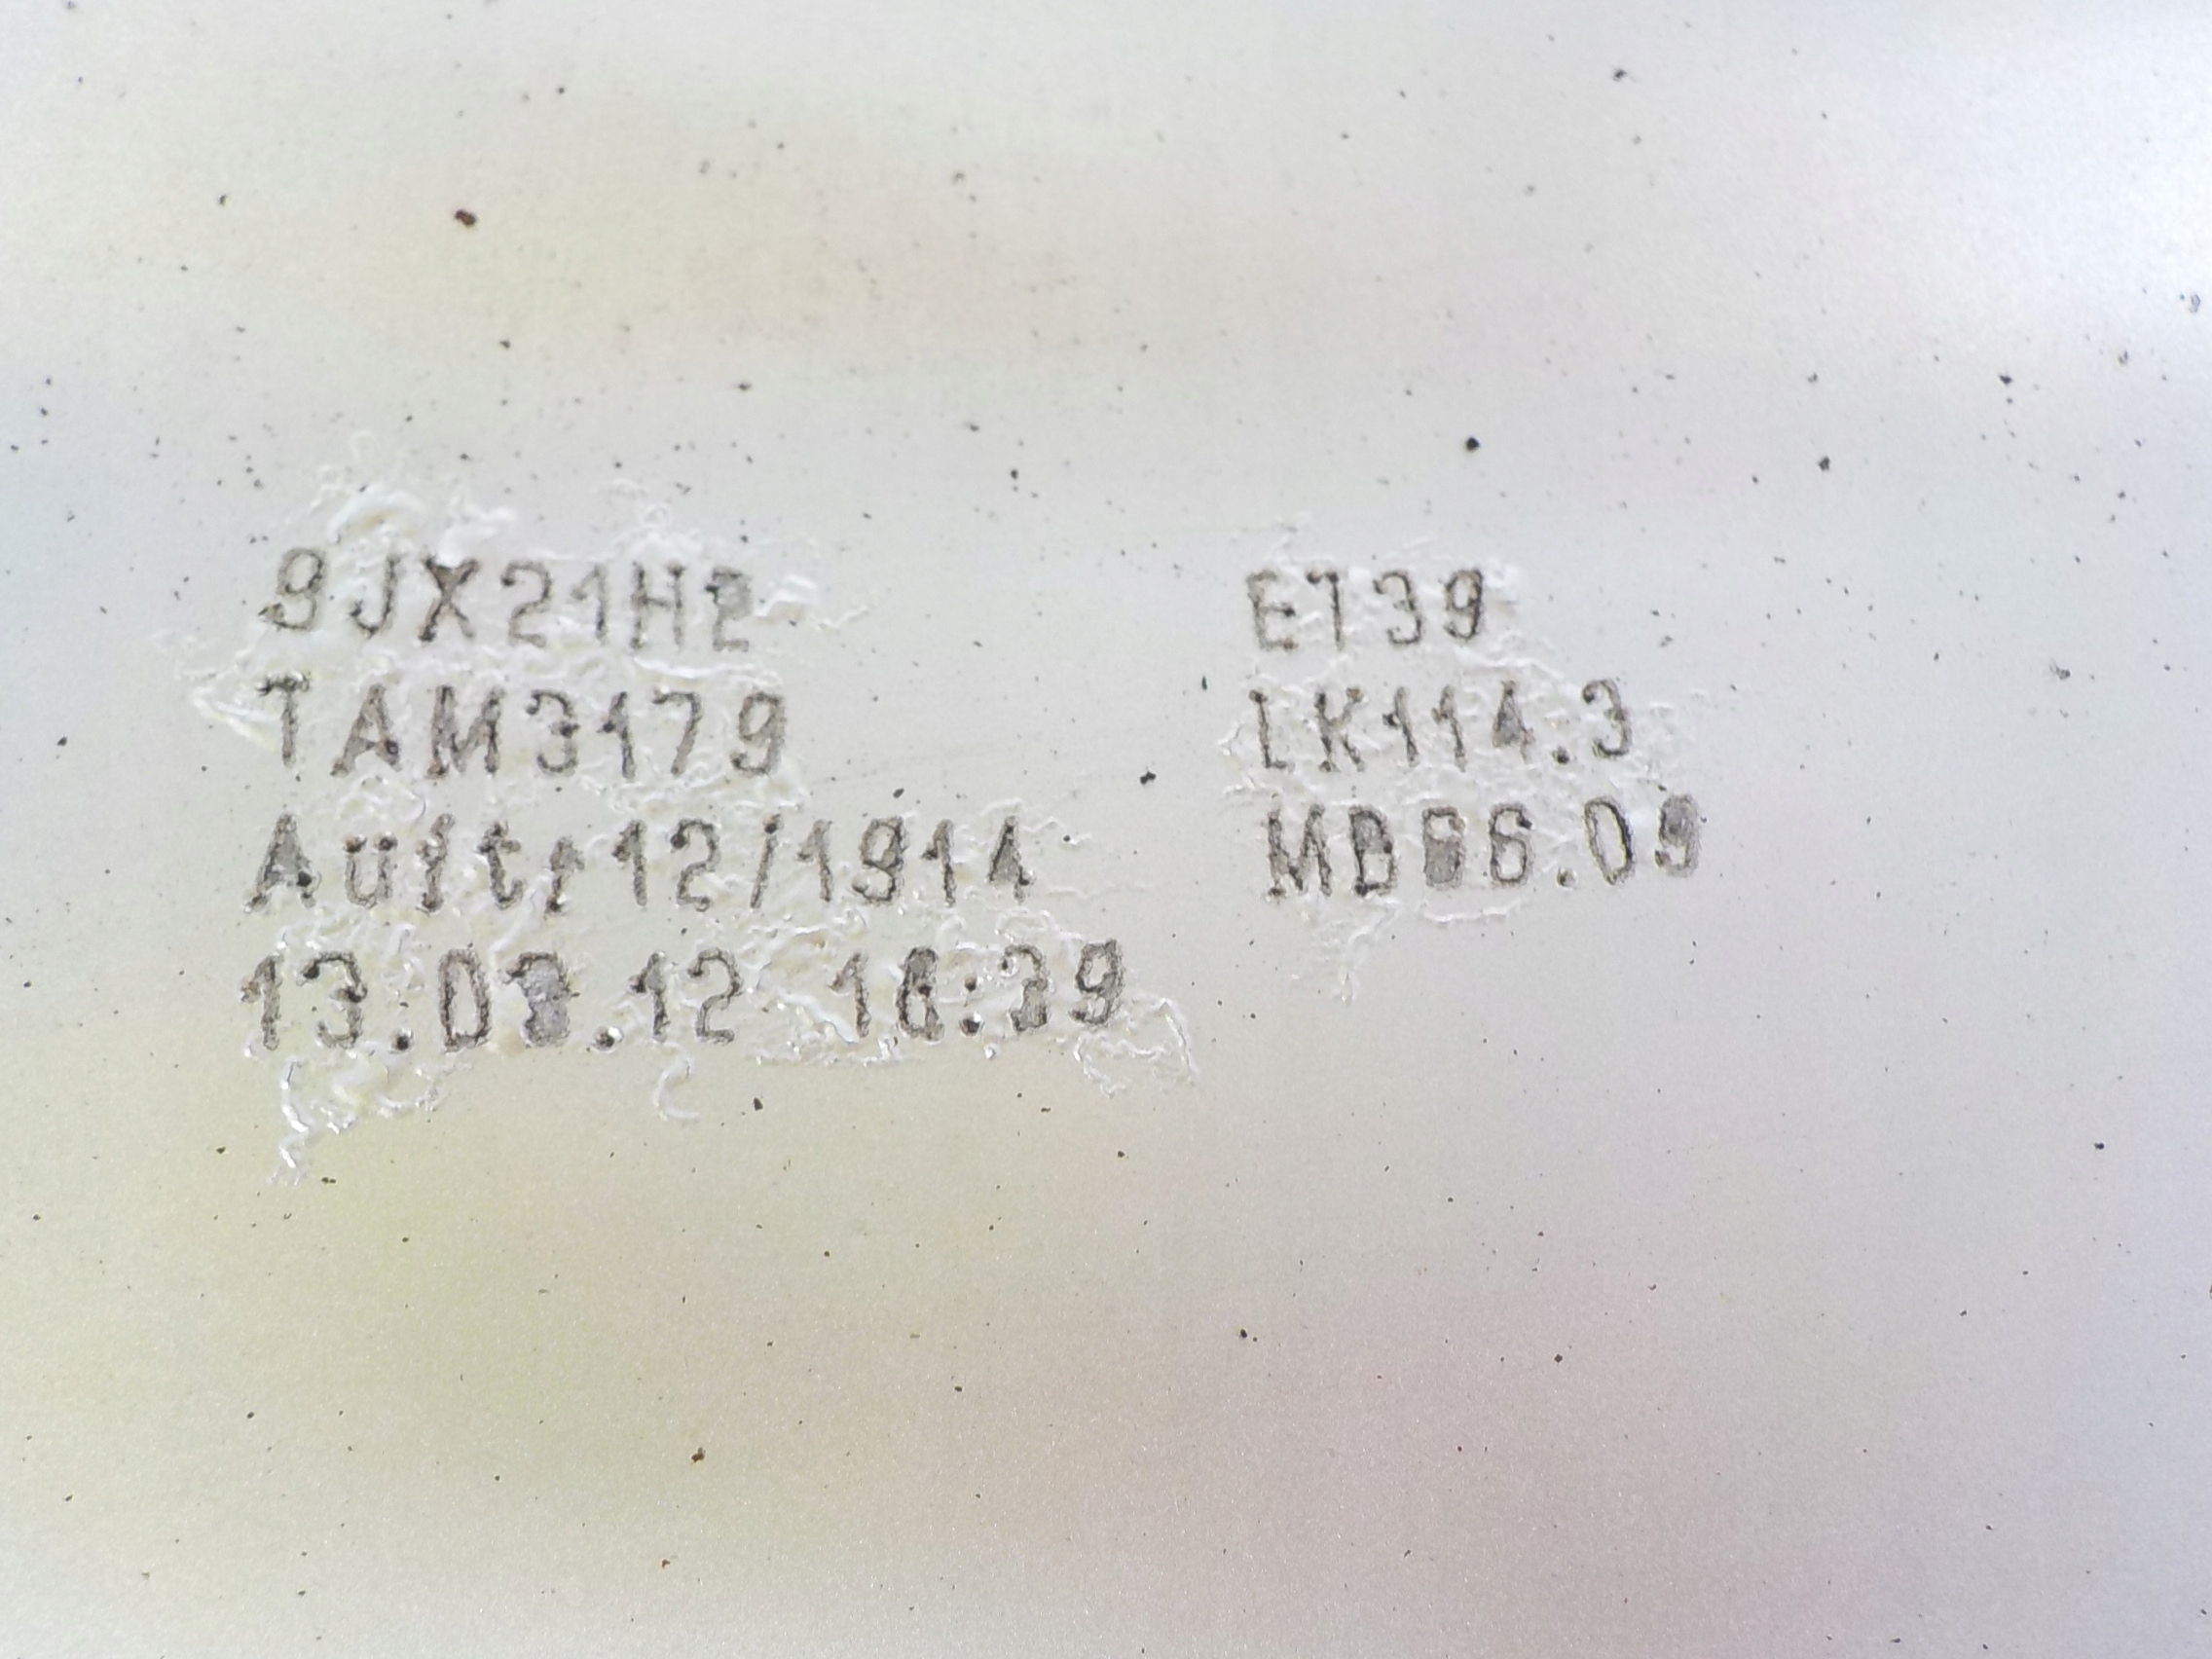 9JX21H2
ET39
TAM3179
LK114.3
Auftr12/1914
MB66.09
13.03.12 16:39